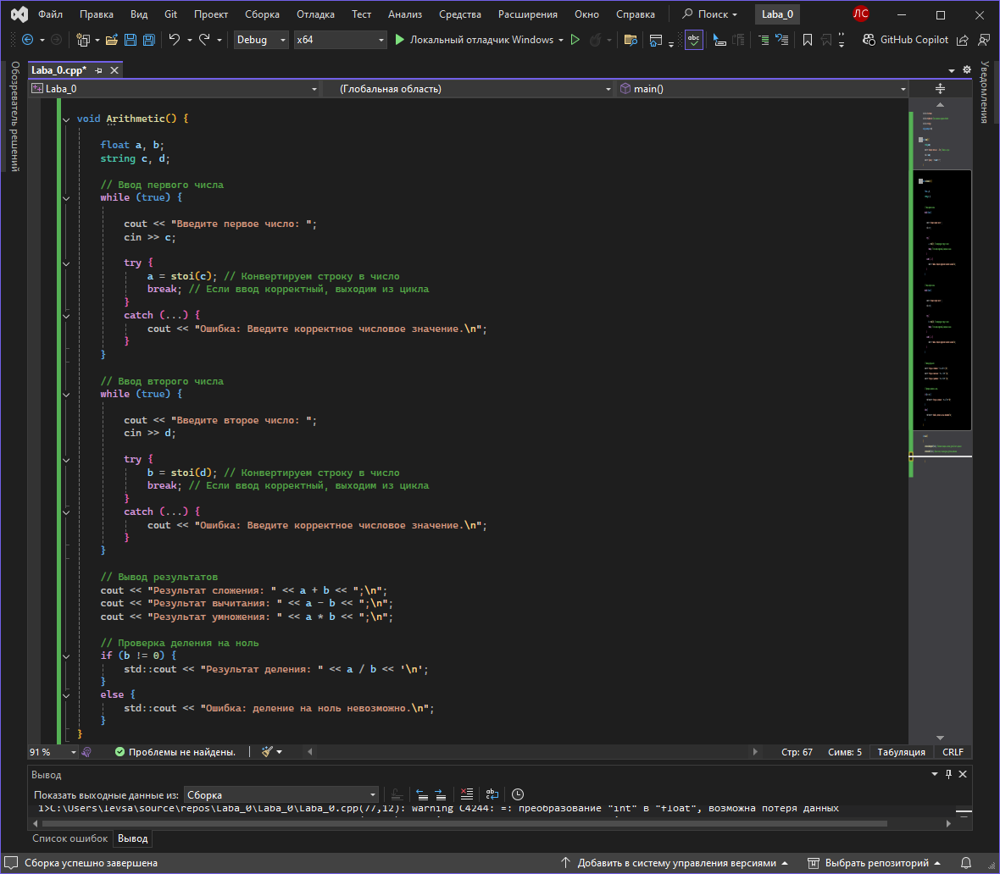 Файл Правка Вид Git Проект Сборка Отладка Тест Анализ Средства Расширения Окно Справка Поиск Laba_0 ЛС
Debug x64 Локальный отладчик Windows abc GitHub Copilot
Обозреватель решений
Laba_0.cpp*
Уведомления
Laba_0 (Глобальная область) main()
void Arithmetic() {
float a, b;
string c, d;
// Ввод первого числа
while (true) {
cout << "Введите первое число: ";
cin >> c;
try {
a = stoi(c); // Конвертируем строку в число
break; // Если ввод корректный, выходим из цикла
}
catch (...) {
cout << "Ошибка: Введите корректное числовое значение.\n";
}
}
// Ввод второго числа
while (true) {
cout << "Введите второе число: ";
cin >> d;
try {
b = stoi(d); // Конвертируем строку в число
break; // Если ввод корректный, выходим из цикла
}
catch (...) {
cout << "Ошибка: Введите корректное числовое значение.\n";
}
}
// Вывод результатов
cout << "Результат сложения: " << a + b << ";\n";
cout << "Результат вычитания: " << a - b << ";\n";
cout << "Результат умножения: " << a * b << ";\n";
// Проверка деления на ноль
if (b != 0) {
std::cout << "Результат деления: " << a / b << '\n';
}
else {
std::cout << "Ошибка: деление на ноль невозможно.\n";
}
}
91 % Проблемы не найдены. Стр: 67 Симв: 5 Табуляция CRLF
Вывод
Показать выходные данные из: Сборка
1>C:\Users\levsa\source\repos\Laba_0\Laba_0\Laba_0.cpp(77,12): warning C4244: =: преобразование "int" в "float", возможна потеря данных
Список ошибок Вывод
Сборка успешно завершена Добавить в систему управления версиями Выбрать репозиторий